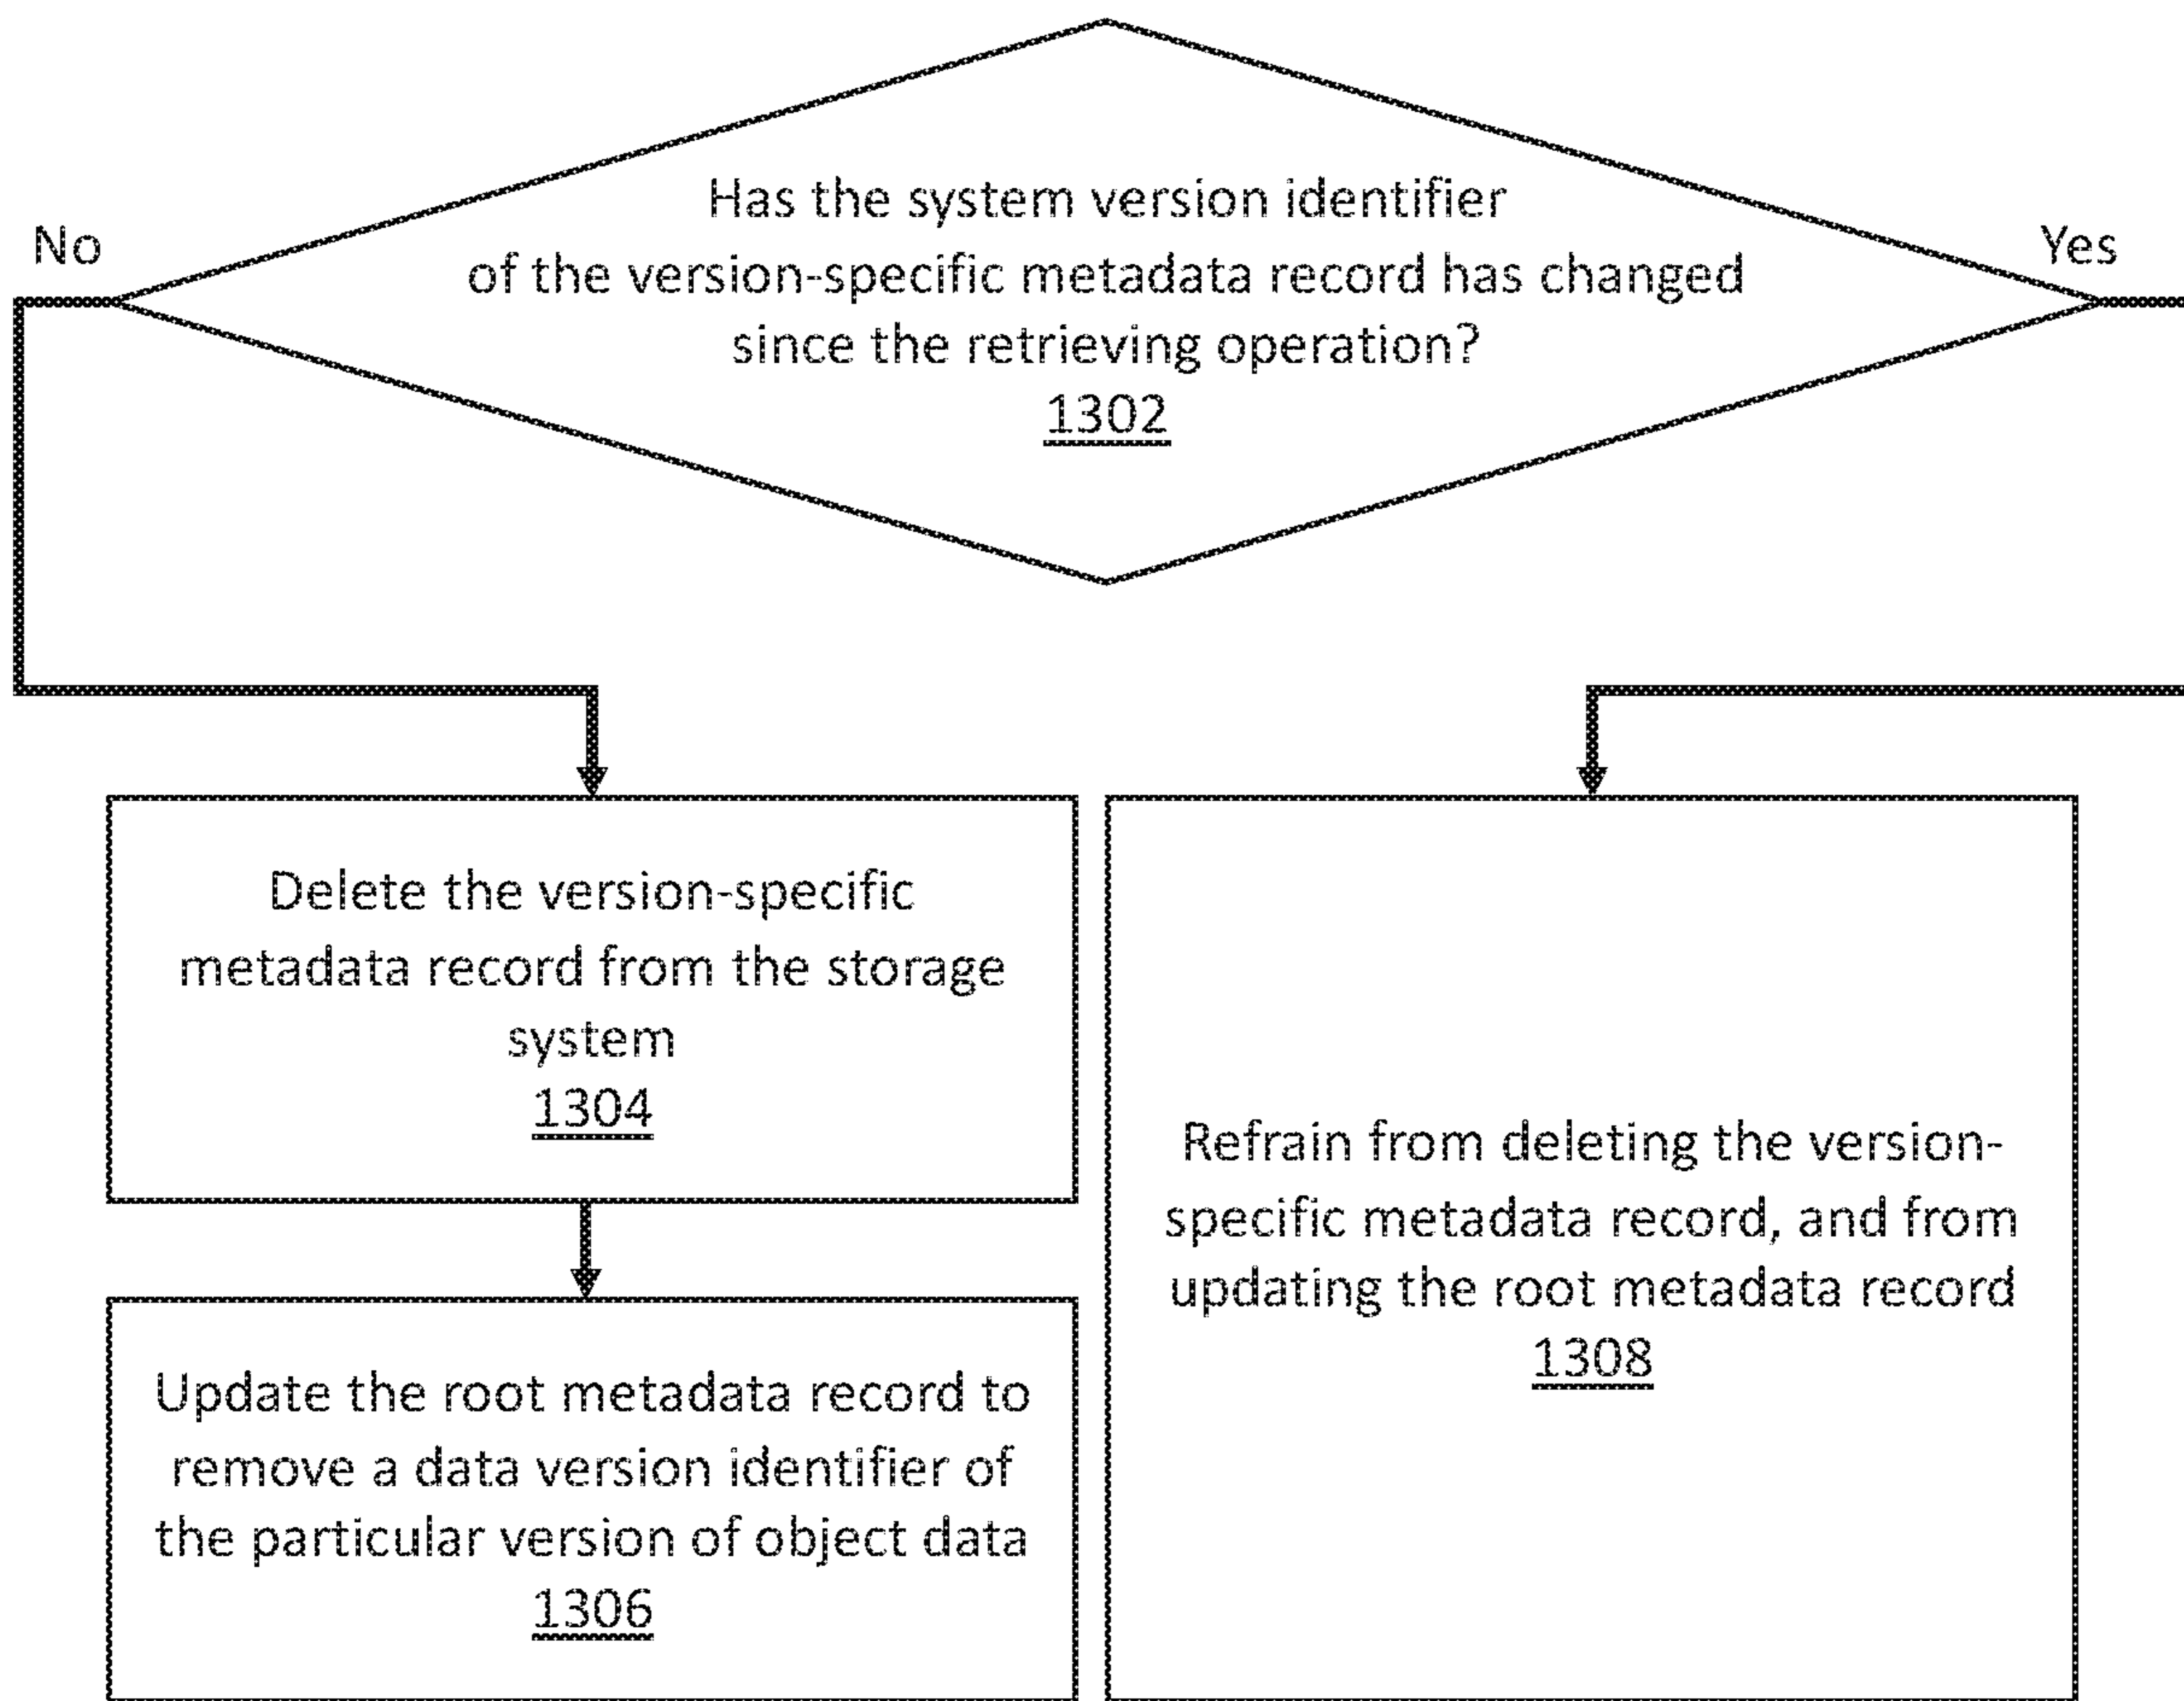 Has the system version identifier
No
Yes
of the version-specific metadata record has changed
since the retrieving operation?
1302
Delete the version-specific
metadata record from the storage
system
1304
Update the root metadata record to
remove a data version identifier of
the particular version of object data
1306
Refrain from deleting the version-
specific metadata record, and from
updating the root metadata record
1308